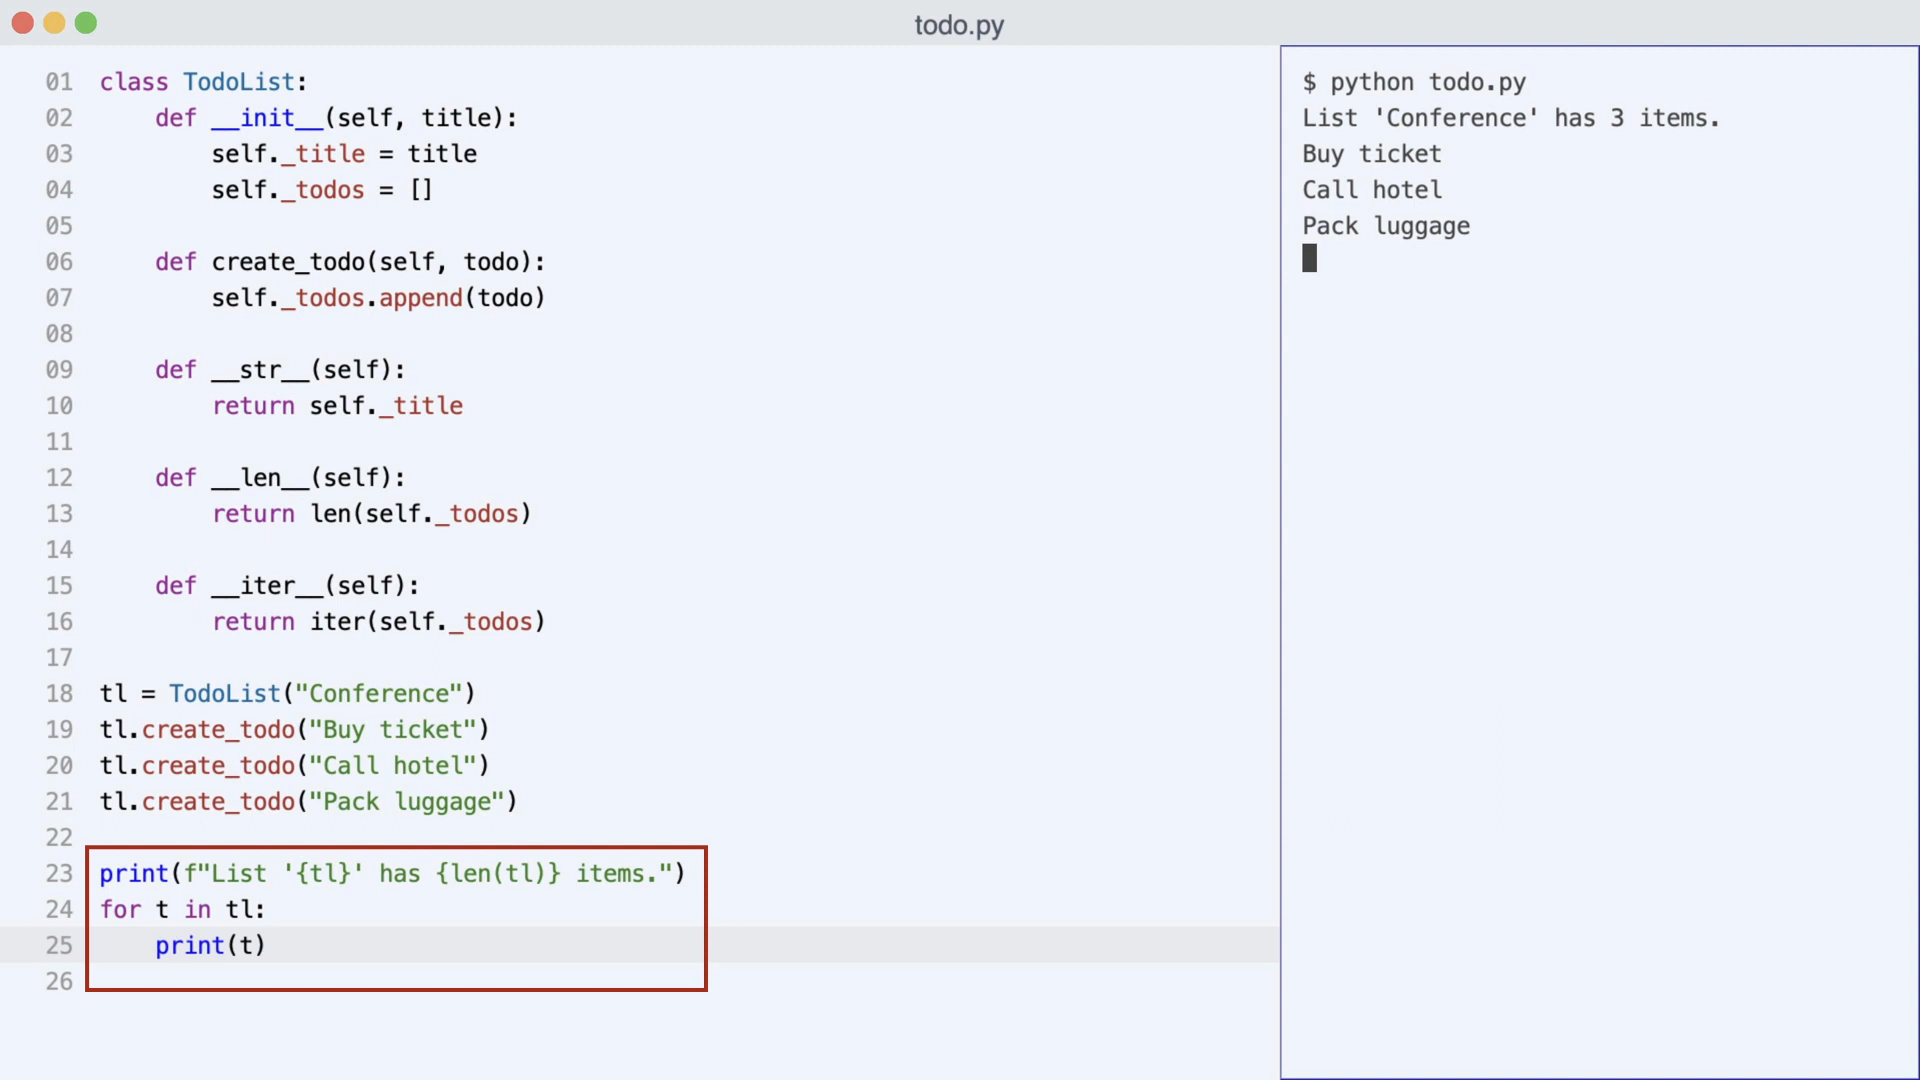 todo.py
01 class TodoList:
02     def __init__(self, title):
03         self._title = title
04         self._todos = []
05
06     def create_todo(self, todo):
07         self._todos.append(todo)
08
09     def __str__(self):
10         return self._title
11
12     def __len__(self):
13         return len(self._todos)
14
15     def __iter__(self):
16         return iter(self._todos)
17
18 tl = TodoList("Conference")
19 tl.create_todo("Buy ticket")
20 tl.create_todo("Call hotel")
21 tl.create_todo("Pack luggage")
22
23 print(f"List '{tl}' has {len(tl)} items.")
24 for t in tl:
25     print(t)
26
$ python todo.py
List 'Conference' has 3 items.
Buy ticket
Call hotel
Pack luggage